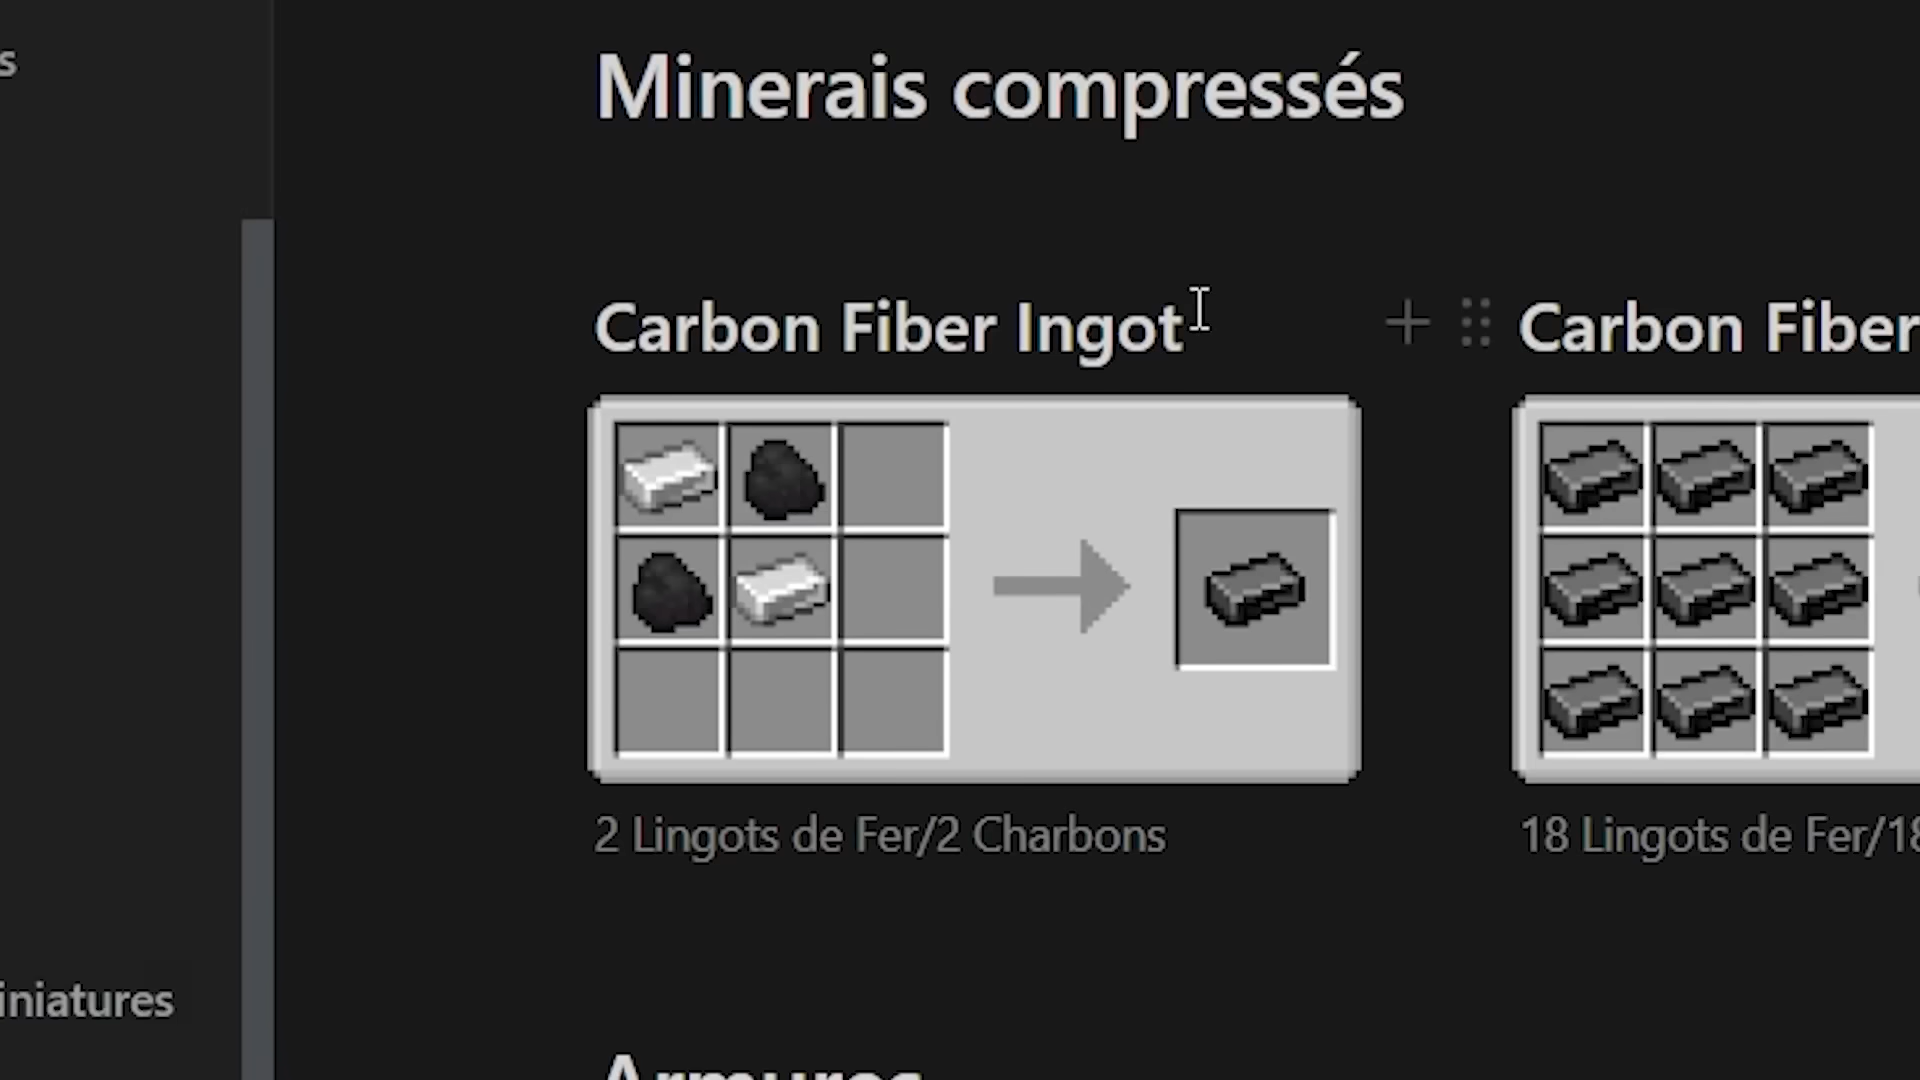 s
Minerais compressés
Carbon Fiber Ingot
Carbon Fiber
2 Lingots de Fer/2 Charbons
18 Lingots de Fer/18
iniatures
Armures